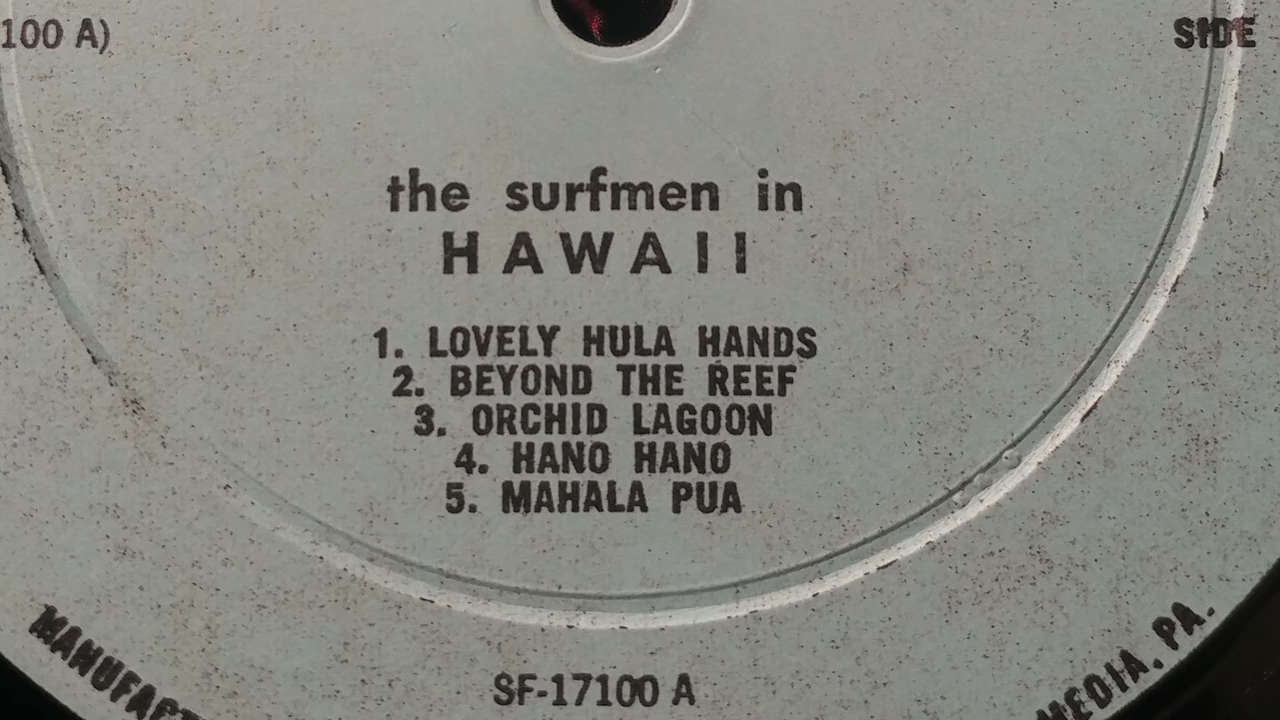 100 A)
SIDE
the surfmen in
HAWAII
1. LOVELY HULA HANDS
2. BEYOND THE REEF
3. ORCHID LAGOON
4. HANO HANO
5. MAHALA PUA
MANUFACT
SF-17100 A
MEDIA, PA.